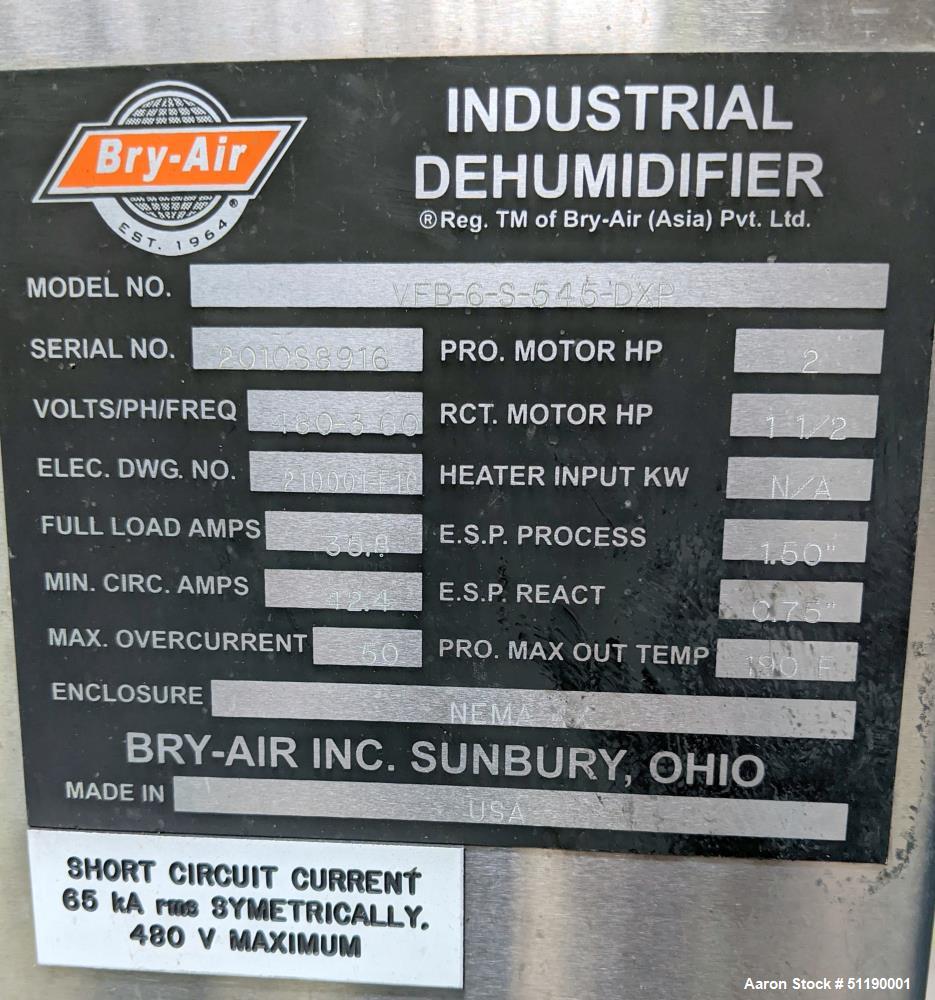 Bry-Air
EST. 1964®
INDUSTRIAL
DEHUMIDIFIER
®Reg. TM of Bry-Air (Asia) Pvt. Ltd.
MODEL NO. VFB-6-S-545-DXP
SERIAL NO. 2010S8916 PRO. MOTOR HP 2
VOLTS/PH/FREQ 480-3-60 RCT. MOTOR HP 1 1/2
ELEC. DWG. NO. HEATER INPUT KW N/A
FULL LOAD AMPS 35.8 E.S.P. PROCESS 1.50"
MIN. CIRC. AMPS 42.4 E.S.P. REACT 0.75"
MAX. OVERCURRENT 50 PRO. MAX OUT TEMP 190 F
ENCLOSURE NEMA
BRY-AIR INC. SUNBURY, OHIO
MADE IN USA
SHORT CIRCUIT CURRENT
65 kA rms SYMETRICALLY.
480 V MAXIMUM
Aaron Stock # 51190001